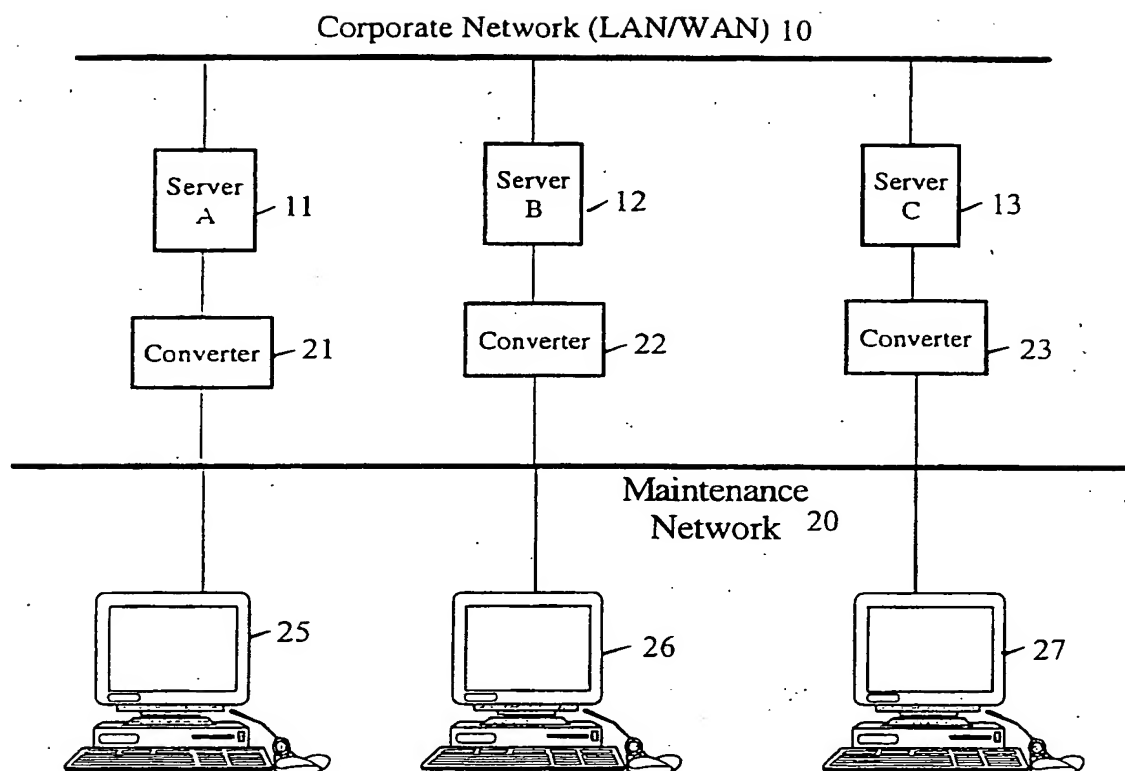 Corporate Network (LAN/WAN) 10
Server
A
11
Server
B
12
Server
C
13
Converter
21
Converter
22
Converter
23
Maintenance
Network 20
25
26
27